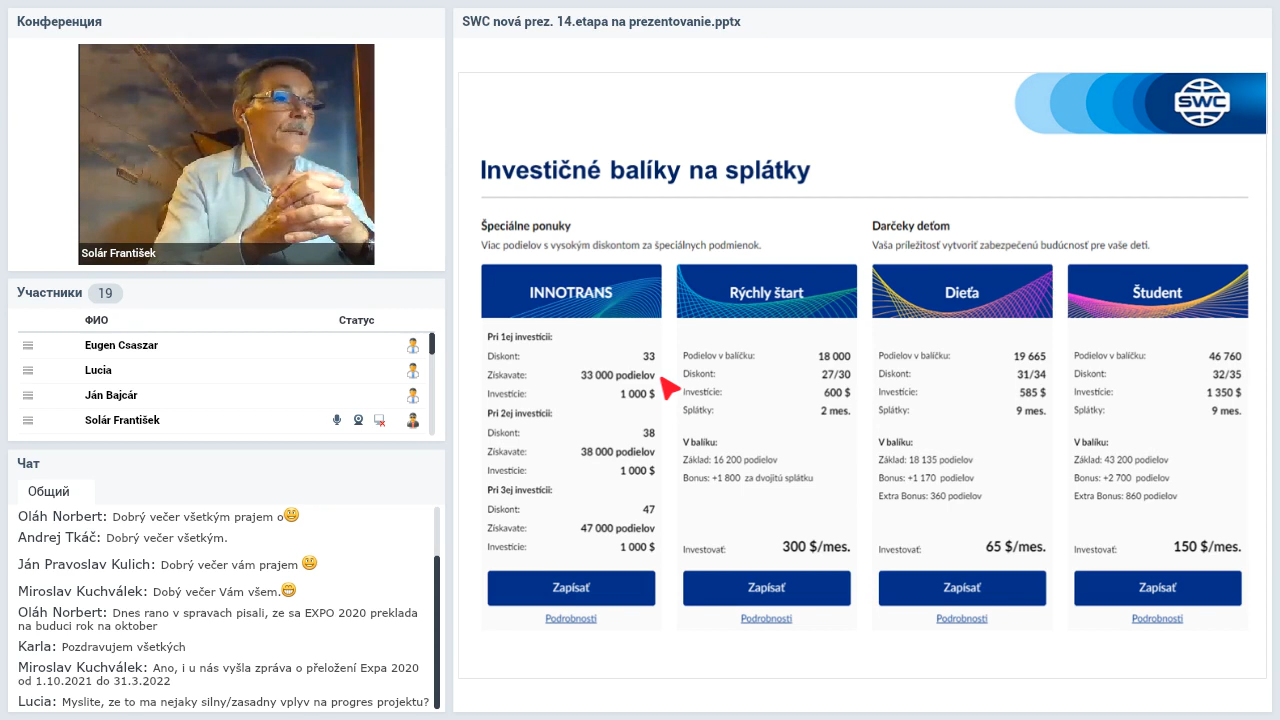 Конференция
Solár František
Участники 19
ФИО Статус
Eugen Csaszar
Lucia
Ján Bajcár
Solár František
Чат
Общий
Oláh Norbert: Dobrý večer všetkým prajem o
Andrej Tkáč: Dobrý večer všetkým.
Ján Pravoslav Kulich: Dobrý večer vám prajem
Miroslav Kuchválek: Dobý večer Vám všem.
Oláh Norbert: Dnes rano v spravach pisali, ze sa EXPO 2020 preklada
na buduci rok na oktober
Karla: Pozdravujem všetkých
Miroslav Kuchválek: Ano, i u nás vyšla zpráva o přeložení Expa 2020
od 1.10.2021 do 31.3.2022
Lucia: Myslite, ze to ma nejaky silny/zasadny vplyv na progres projektu?
SWC nová prez. 14.etapa na prezentovanie.pptx
SWC
Investičné balíky na splátky
Špeciálne ponuky
Viac podielov s vysokým diskontom za špeciálnych podmienok.
Darčeky deťom
Vaša príležitosť vytvoriť zabezpečenú budúcnosť pre vaše deti.
INNOTRANS
Pri 1ej investícii:
Diskont: 33
Získavate: 33 000 podielov
Investície: 1 000 $
Pri 2ej investícii:
Diskont: 38
Získavate: 38 000 podielov
Investície: 1 000 $
Pri 3ej investícii:
Diskont: 47
Získavate: 47 000 podielov
Investície: 1 000 $
Zapísať
Podrobnosti
Rýchly štart
Podielov v balíčku: 18 000
Diskont: 27/30
Investície: 600 $
Splátky: 2 mes.
V balíku:
Základ: 16 200 podielov
Bonus: +1 800 za dvojitú splátku
Investovať: 300 $/mes.
Zapísať
Podrobnosti
Dieťa
Podielov v balíčku: 19 665
Diskont: 31/34
Investície: 585 $
Splátky: 9 mes.
V balíku:
Základ: 18 135 podielov
Bonus: +1 170 podielov
Extra Bonus: 360 podielov
Investovať: 65 $/mes.
Zapísať
Podrobnosti
Študent
Podielov v balíčku: 46 760
Diskont: 32/35
Investície: 1 350 $
Splátky: 9 mes.
V balíku:
Základ: 43 200 podielov
Bonus: +2 700 podielov
Extra Bonus: 860 podielov
Investovať: 150 $/mes.
Zapísať
Podrobnosti